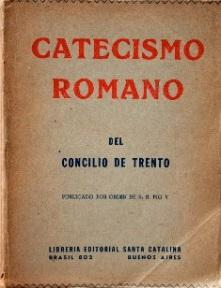 CATECISMO
ROMANO
DEL
CONCILIO DE TRENTO
PUBLICADO POR ORDEN DE S. S. PIO V
LIBRERIA EDITORIAL SANTA CATALINA
BRASIL 802 BUENOS AIRES